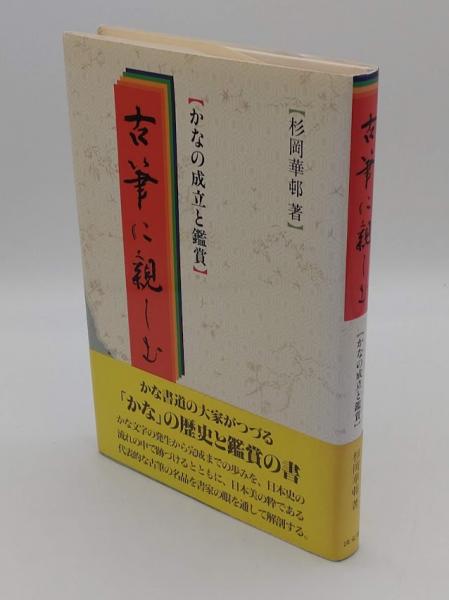 【杉岡華邨 著】
【かなの成立と鑑賞】
古筆に親しむ
かな書道の大家がつづる
「かな」の歴史と鑑賞の書
かな文字の発生から完成までの歩みを、日本史の
流れの中で跡づけるとともに、日本美の粋である
代表的な古筆の名品を書家の眼を通して解剖する。
古筆に親しむ
【かなの成立と鑑賞】
杉岡華邨 著